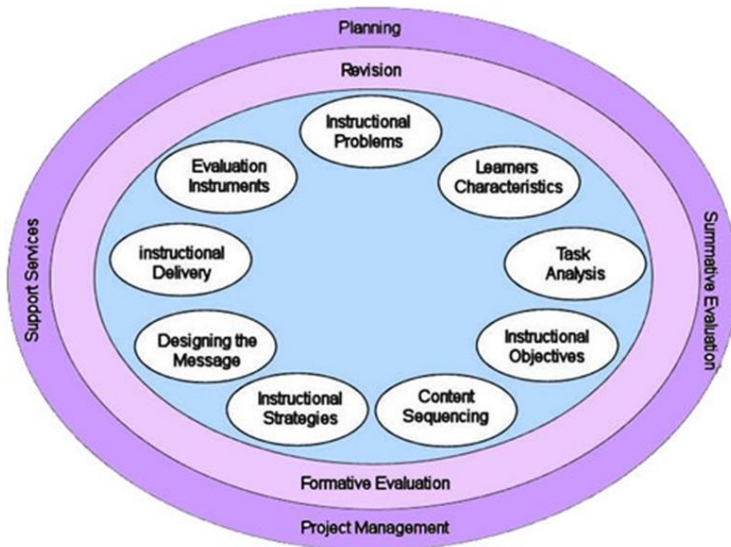 Planning
Revision
Instructional
Problems
Learners
Characteristics
Task
Analysis
Instructional
Objectives
Content
Sequencing
Instructional
Strategies
Designing the
Message
instructional
Delivery
Evaluation
Instruments
Support Services
Summative Evaluation
Formative Evaluation
Project Management